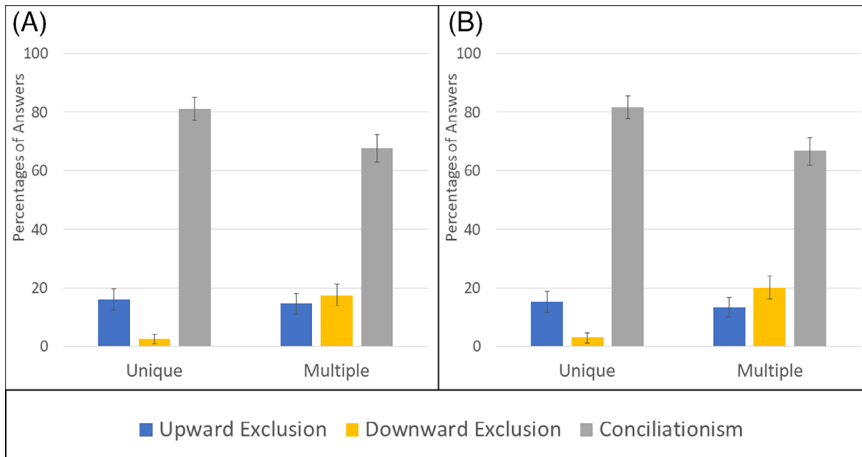 (A)
Percentages of Answers
100
80
60
40
20
0
Unique
Multiple
(B)
Percentages of Answers
100
80
60
40
20
0
Unique
Multiple
Upward Exclusion
Downward Exclusion
Conciliationism